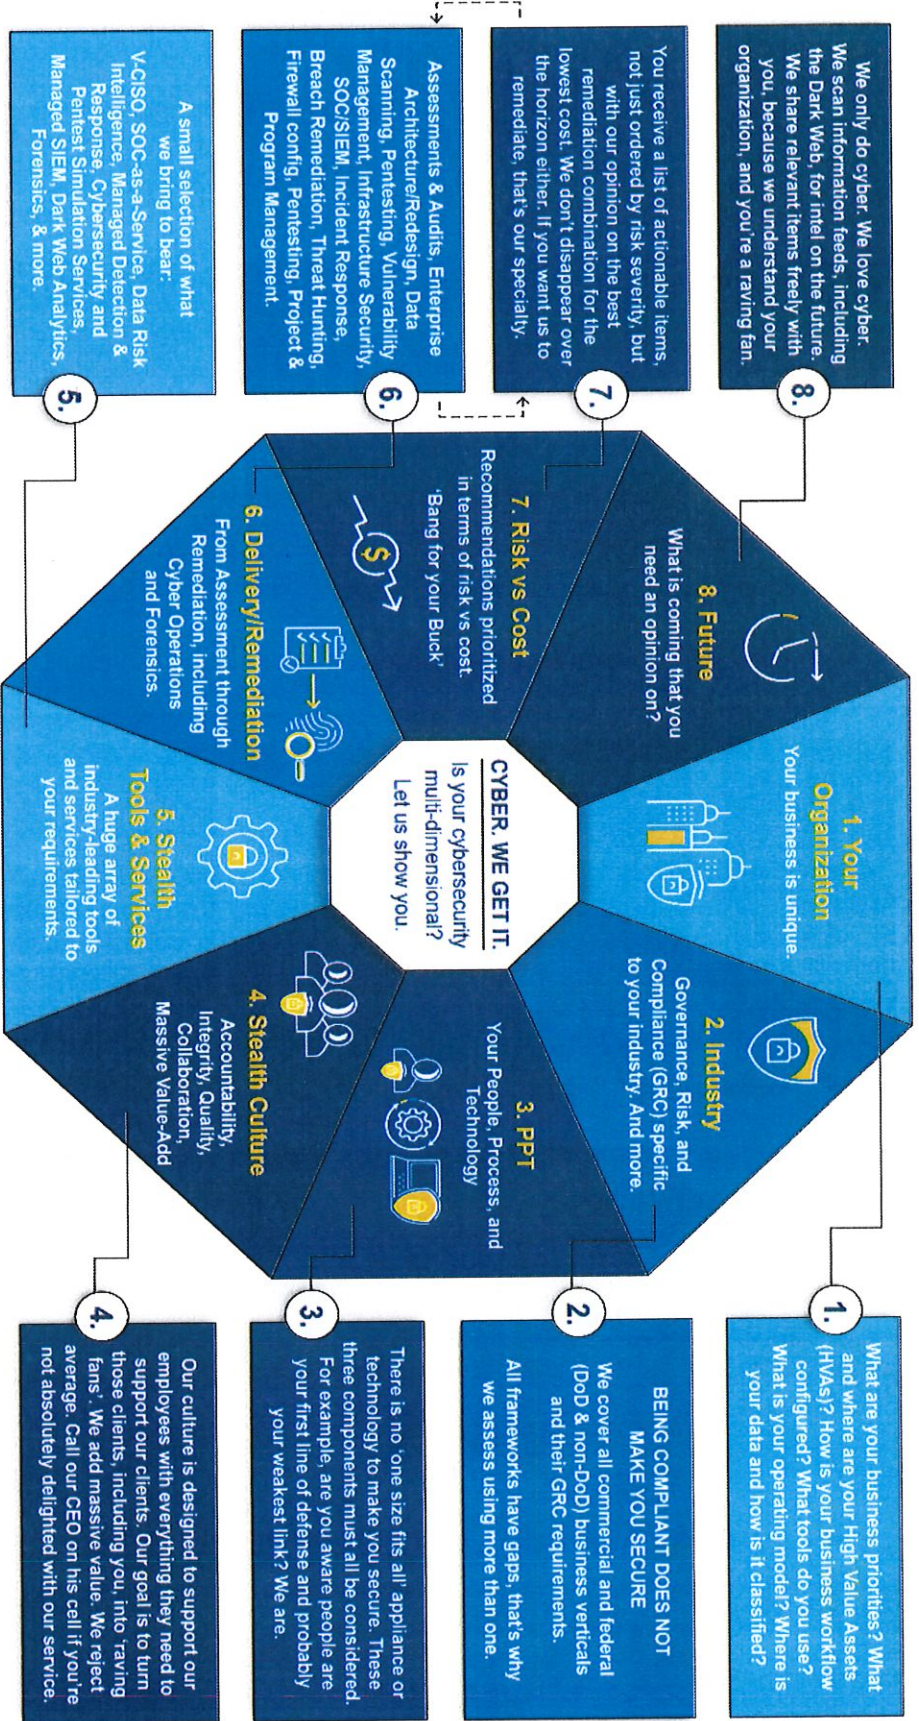 1. Your
Organization
Your business is unique.
2. Industry
Governance, Risk, and
Compliance (GRC) specific
to your industry. And more.
3. PPT
Your People, Process, and
Technology
4. Stealth Culture
Accountability,
Integrity, Quality,
Collaboration,
Massive Value-Add
5. Stealth
Tools & Services
A huge array of
industry-leading tools
and services tailored to
your requirements.
6. Delivery/Remediation
From Assessment through
Remediation, including
Cyber Operations
and Forensics.
7. Risk vs Cost
Recommendations prioritized
in terms of risk vs cost.
'Bang for your Buck'
$
8. Future
What is coming that you
need an opinion on?
CYBER. WE GET IT.
Is your cybersecurity
multi-dimensional?
Let us show you.
1.
What are your business priorities? What
and where are your High Value Assets
(HVAs)? How is your business workflow
configured? What tools do you use?
What is your operating model? Where is
your data and how is it classified?
2.
BEING COMPLIANT DOES NOT
MAKE YOU SECURE
We cover all commercial and federal
(DoD & non-DoD) business verticals
and their GRC requirements.
All frameworks have gaps, that's why
we assess using more than one.
3.
There is no 'one size fits all' appliance or
technology to make you secure. These
three components must all be considered.
For example, are you aware people are
your first line of defense and probably
your weakest link? We are.
4.
Our culture is designed to support our
employees with everything they need to
support our clients. Our goal is to turn
those clients, including you, into 'raving
fans'. We add massive value. We reject
average. Call our CEO on his cell if you're
not absolutely delighted with our service.
5.
A small selection of what
we bring to bear:
V-CISO, SOC-as-a-Service, Data Risk
Intelligence, Managed Detection &
Response, Cybersecurity and
Pentest Simulation Services,
Managed SIEM, Dark Web Analytics,
Forensics, & more.
6.
Assessments & Audits, Enterprise
Architecture/Redesign, Data
Scanning, Pentesting, Vulnerability
Management, Infrastructure Security,
SOC/SIEM, Incident Response,
Breach Remediation, Threat Hunting,
Firewall config, Pentesting, Project &
Program Management.
7.
You receive a list of actionable items,
not just ordered by risk severity, but
with our opinion on the best
remediation combination for the
lowest cost. We don't disappear over
the horizon either. If you want us to
remediate, that's our specialty.
8.
We only do cyber. We love cyber.
We scan information feeds, including
the Dark Web, for intel on the future.
We share relevant items freely with
you, because we understand your
organization, and you're a raving fan.